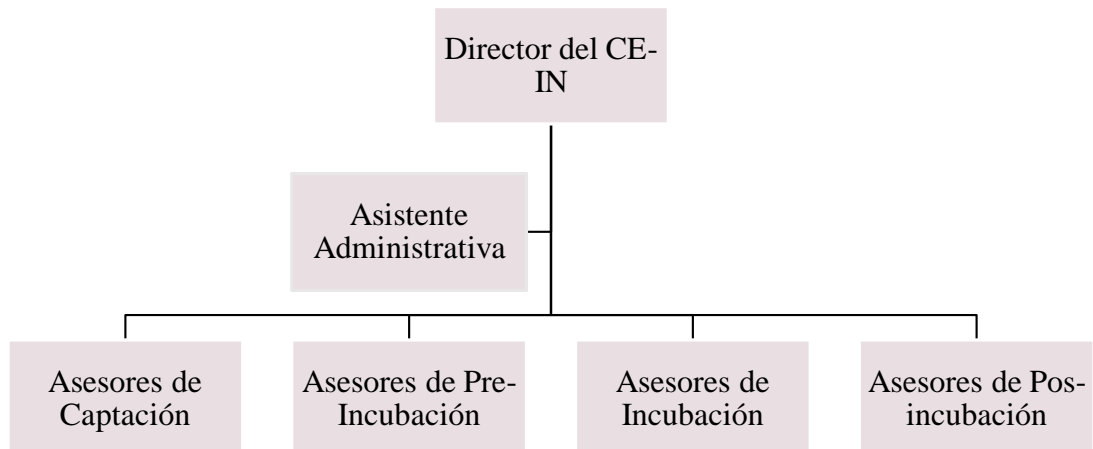 Director del CE-
IN
Asistente
Administrativa
Asesores de
Captación
Asesores de Pre-
Incubación
Asesores de
Incubación
Asesores de Pos-
incubación